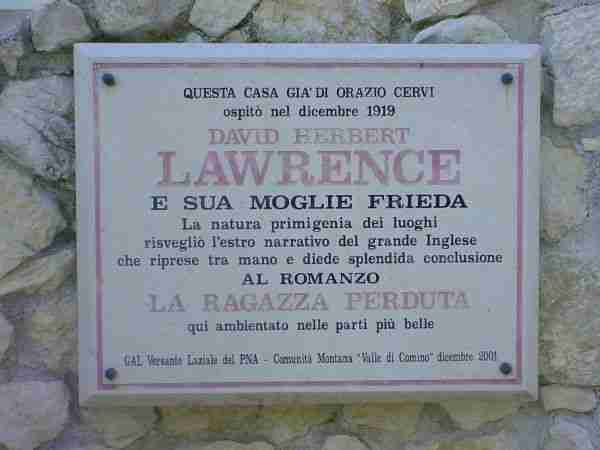 QUESTA CASA GIA' DI ORAZIO CERVI
ospitò nel dicembre 1919
DAVID HERBERT
LAWRENCE
E SUA MOGLIE FRIEDA
La natura primigenia dei luoghi
risvegliò l'estro narrativo del grande Inglese
che riprese tra mano e diede splendida conclusione
AL ROMANZO
LA RAGAZZA PERDUTA
qui ambientato nelle parti più belle
GAL Versante Laziale del PNA - Comunità Montana "Valle di Comino" dicembre 2001